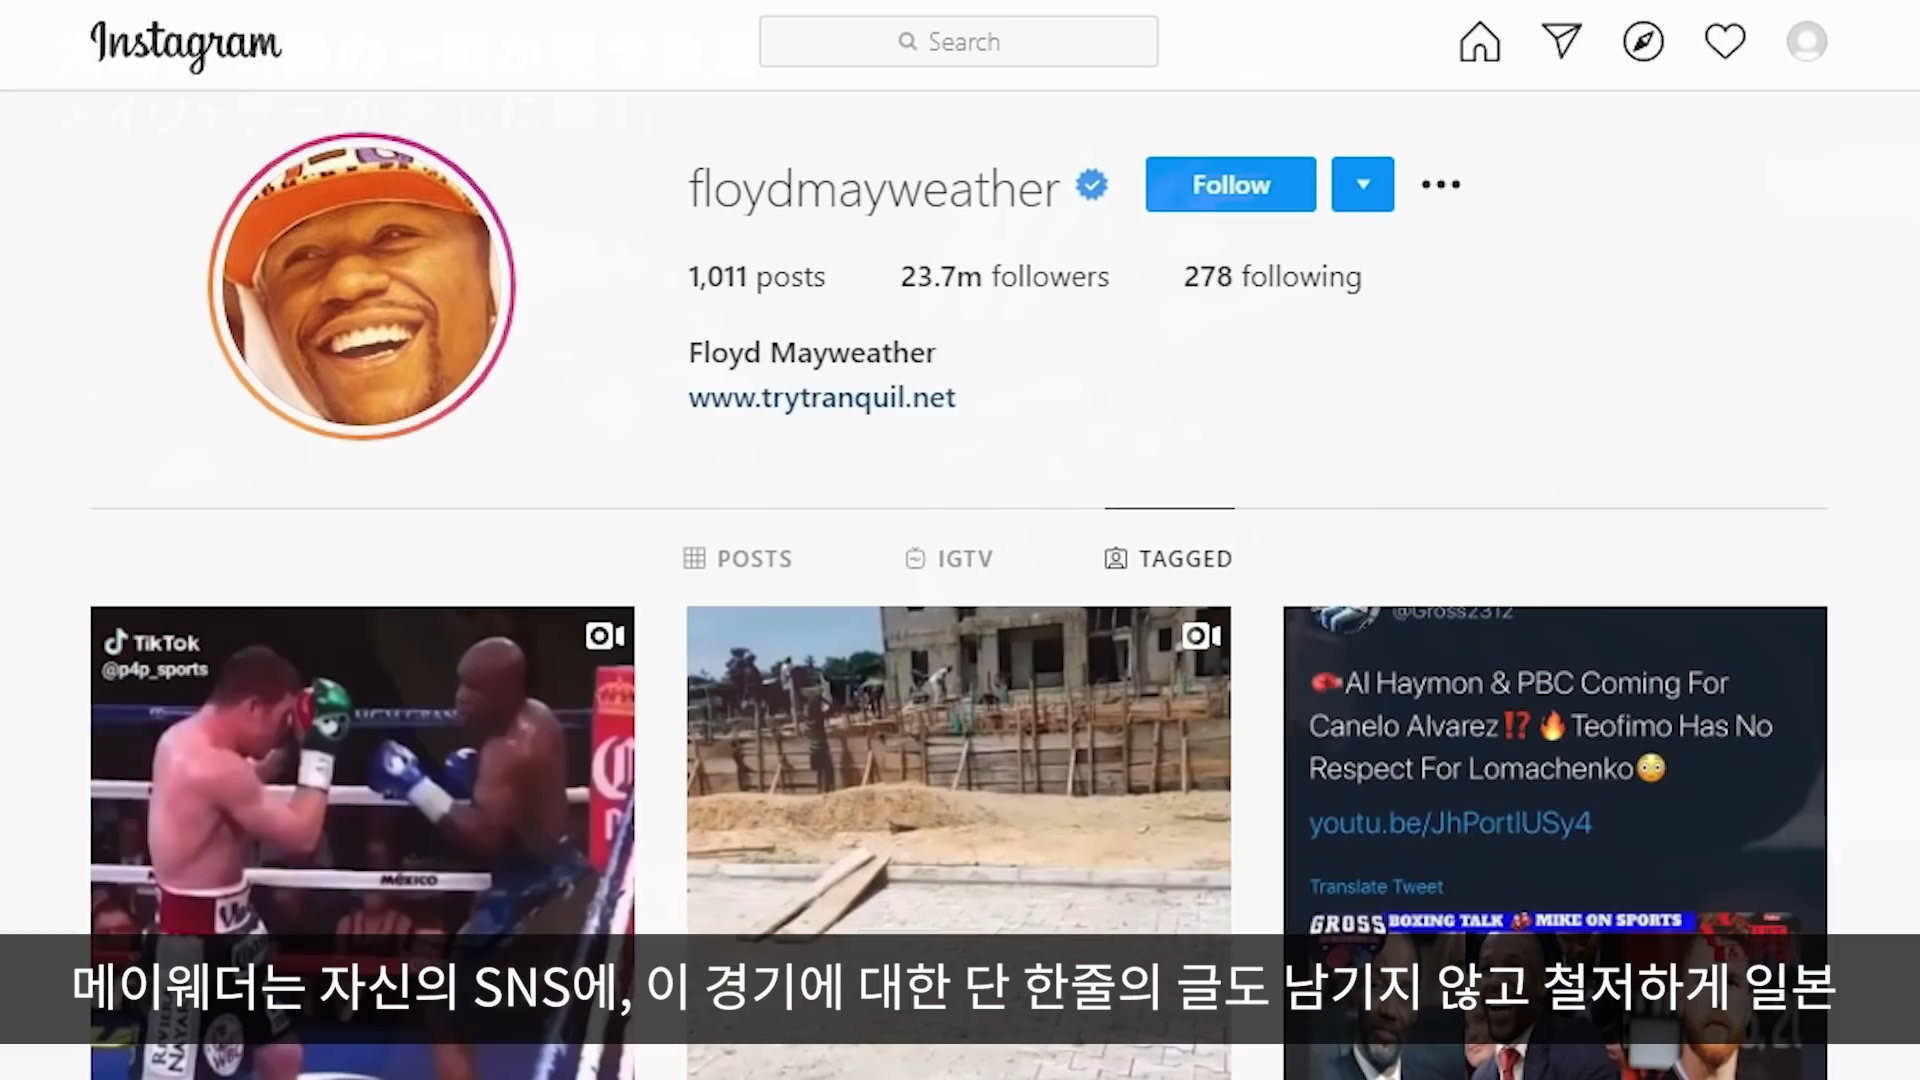 Instagram
Search
floydmayweather
Follow
1,011 posts 23.7m followers 278 following
Floyd Mayweather
www.trytranquil.net
POSTS IGTV TAGGED
TikTok
@p4p_sports
México
@Gross2312
Al Haymon & PBC Coming For
Canelo Alvarez⁉️🔥Teofimo Has No
Respect For Lomachenko😳
youtu.be/JhPortIUSy4
Translate Tweet
GROSS BOXING TALK MIKE ON SPORTS
메이웨더는 자신의 SNS에, 이 경기에 대한 단 한줄의 글도 남기지 않고 철저하게 일본